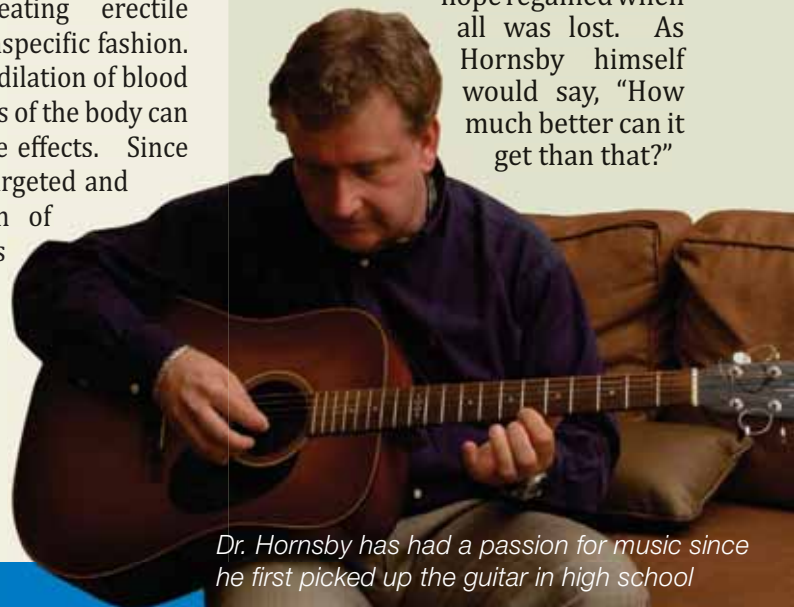 eating erectile
nspecific fashion.
dilation of blood
s of the body can
e effects. Since
rgeted and
n of
s
hope regained when
all was lost. As
Hornsby himself
would say, “How
much better can it
get than that?”
Dr. Hornsby has had a passion for music since
he first picked up the guitar in high school